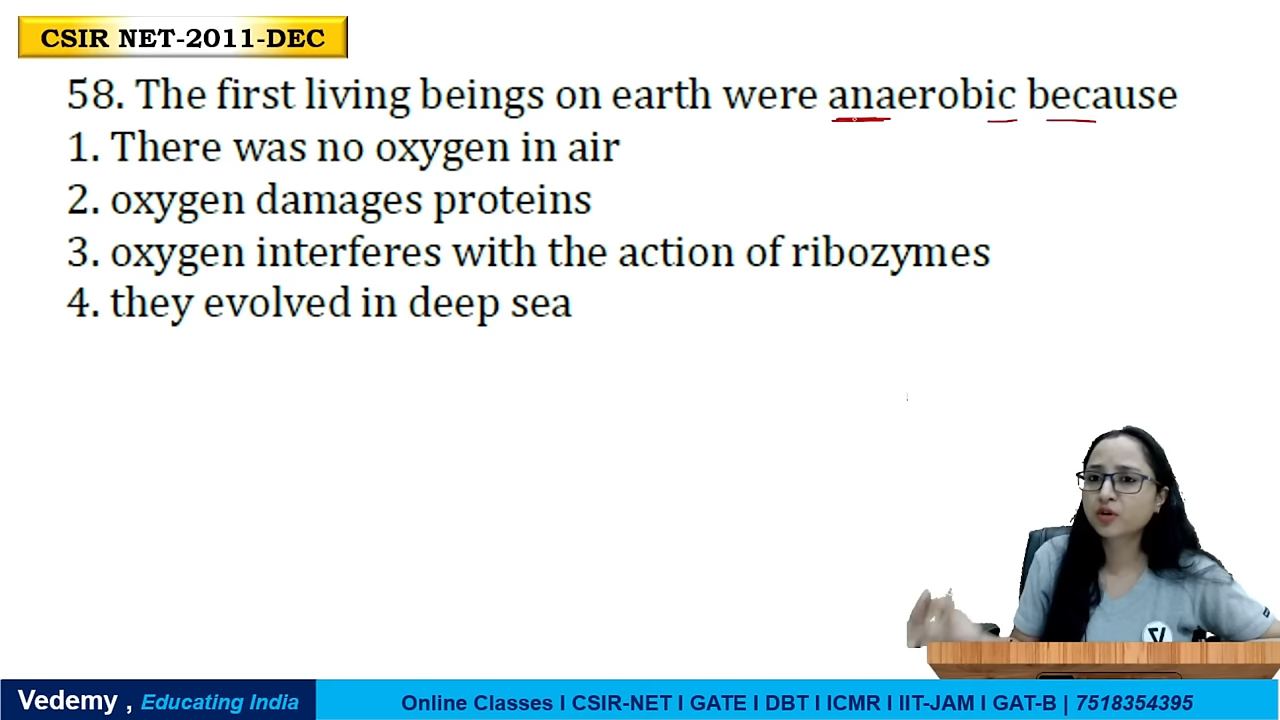 CSIR NET-2011-DEC
58. The first living beings on earth were anaerobic because
1. There was no oxygen in air
2. oxygen damages proteins
3. oxygen interferes with the action of ribozymes
4. they evolved in deep sea
Vedemy , Educating India
Online Classes I CSIR-NET I GATE I DBT I ICMR I IIT-JAM I GAT-B | 7518354395